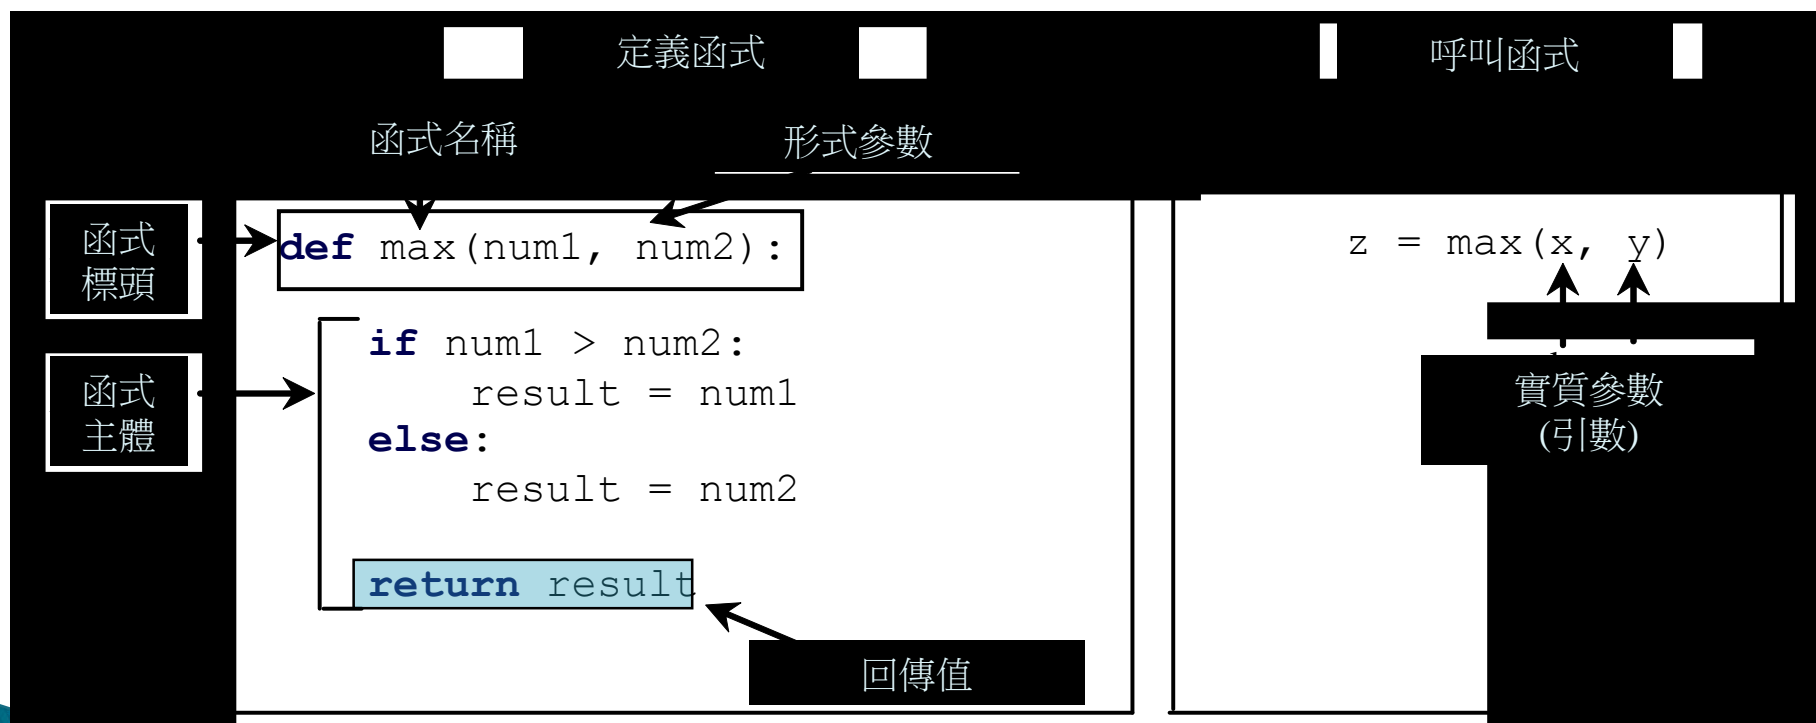 定義函式
呼叫函式
函式名稱
形式參數
函式
標頭
def max(num1, num2):
z = max(x, y)
if num1 > num2:
result = num1
else:
result = num2
return result
函式
主體
實質參數
(引數)
回傳值